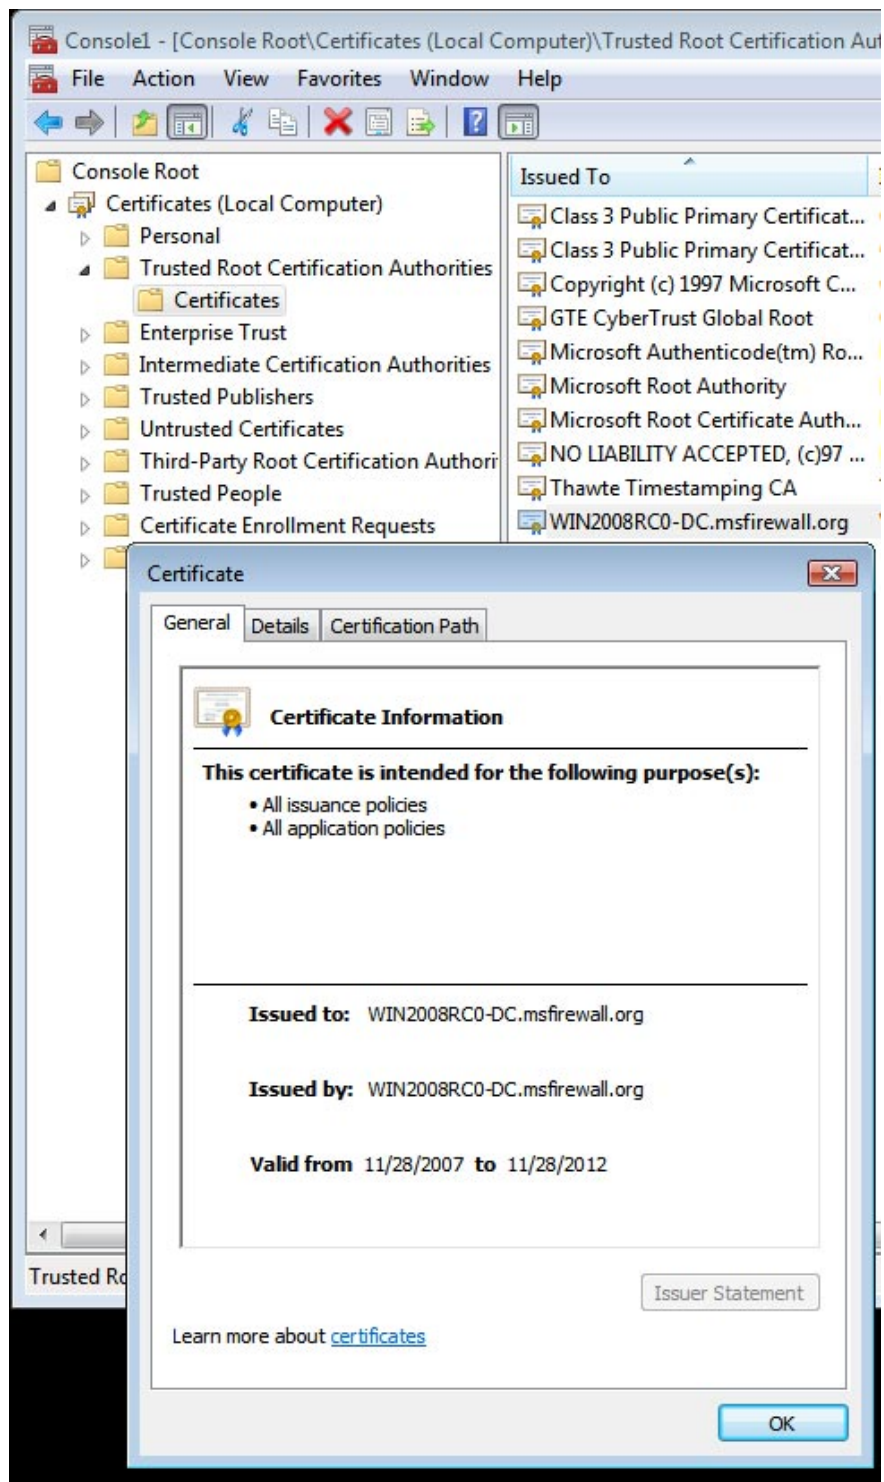 Console1 - [Console Root\Certificates (Local Computer)\Trusted Root Certification Aut
File Action View Favorites Window Help
Console Root
Certificates (Local Computer)
Personal
Trusted Root Certification Authorities
Certificates
Enterprise Trust
Intermediate Certification Authorities
Trusted Publishers
Untrusted Certificates
Third-Party Root Certification Authori
Trusted People
Certificate Enrollment Requests
Issued To
Class 3 Public Primary Certificat...
Class 3 Public Primary Certificat...
Copyright (c) 1997 Microsoft C...
GTE CyberTrust Global Root
Microsoft Authenticode(tm) Ro...
Microsoft Root Authority
Microsoft Root Certificate Auth...
NO LIABILITY ACCEPTED, (c)97 ...
Thawte Timestamping CA
WIN2008RC0-DC.msfirewall.org
Certificate
General Details Certification Path
Certificate Information
This certificate is intended for the following purpose(s):
• All issuance policies
• All application policies
Issued to: WIN2008RC0-DC.msfirewall.org
Issued by: WIN2008RC0-DC.msfirewall.org
Valid from 11/28/2007 to 11/28/2012
Trusted Ro
Issuer Statement
Learn more about certificates
OK